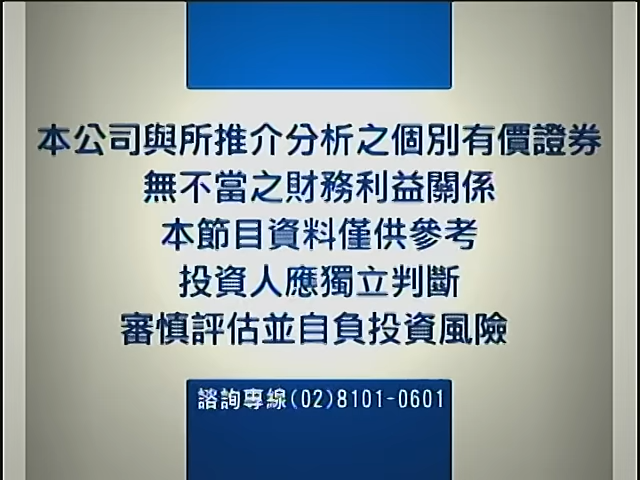 本公司與所推介分析之個別有價證券
無不當之財務利益關係
本節目資料僅供參考
投資人應獨立判斷
審慎評估並自負投資風險
諮詢專線(02)8101-0601